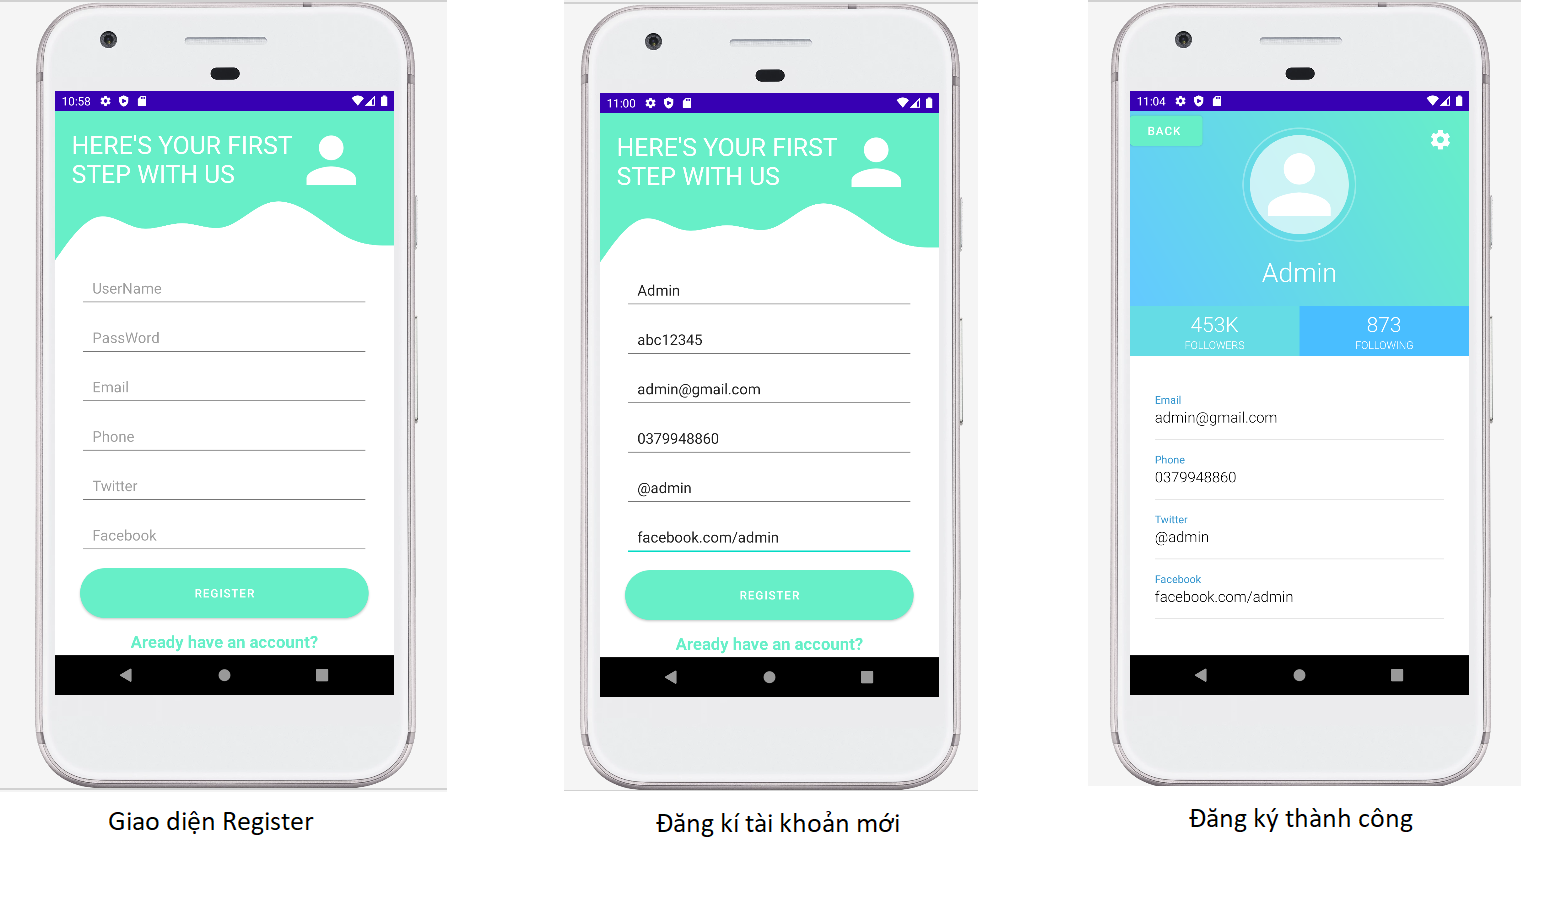 10:58
HERE'S YOUR FIRST
STEP WITH US
UserName
PassWord
Email
Phone
Twitter
Facebook
REGISTER
Aready have an account?
Giao diện Register
11:00
HERE'S YOUR FIRST
STEP WITH US
Admin
abc12345
admin@gmail.com
0379948860
@admin
facebook.com/admin
REGISTER
Aready have an account?
Đăng kí tài khoản mới
11:04
BACK
Admin
453K
FOLLOWERS
873
FOLLOWING
Email
admin@gmail.com
Phone
0379948860
Twitter
@admin
Facebook
facebook.com/admin
Đăng ký thành công